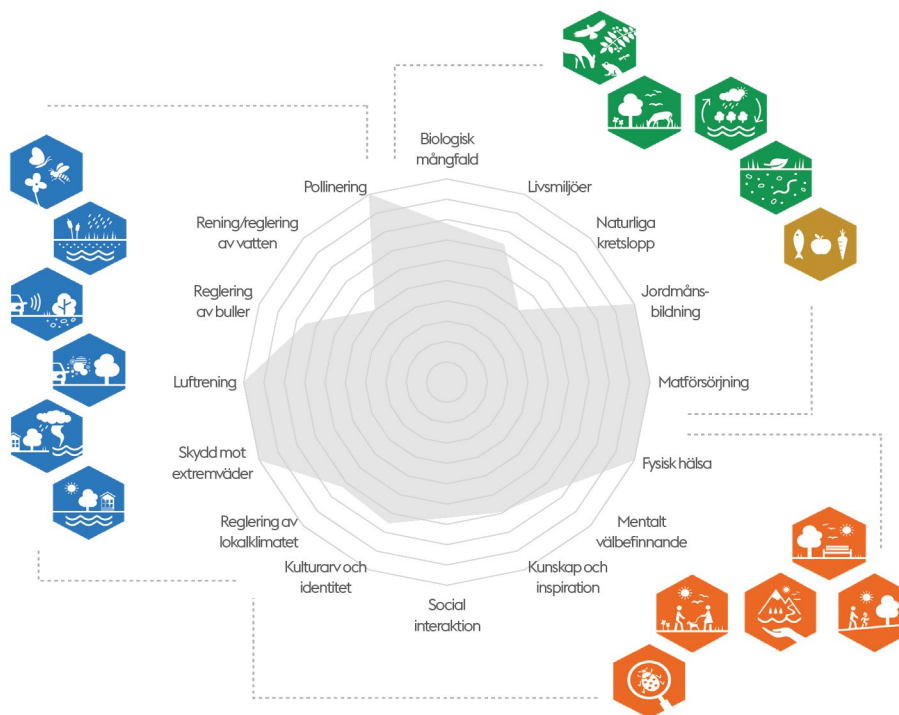 Biologisk
mångfald
Livsmiljöer
Naturliga
kretslopp
Jordmåns-
bildning
Matförsörjning
Fysisk hälsa
Mentalt
välbefinnande
Kunskap och
inspiration
Social
interaktion
Kulturarv och
identitet
Reglering av
lokalklimatet
Skydd mot
extremväder
Luftrening
Reglering
av buller
Rening/reglering
av vatten
Pollinering